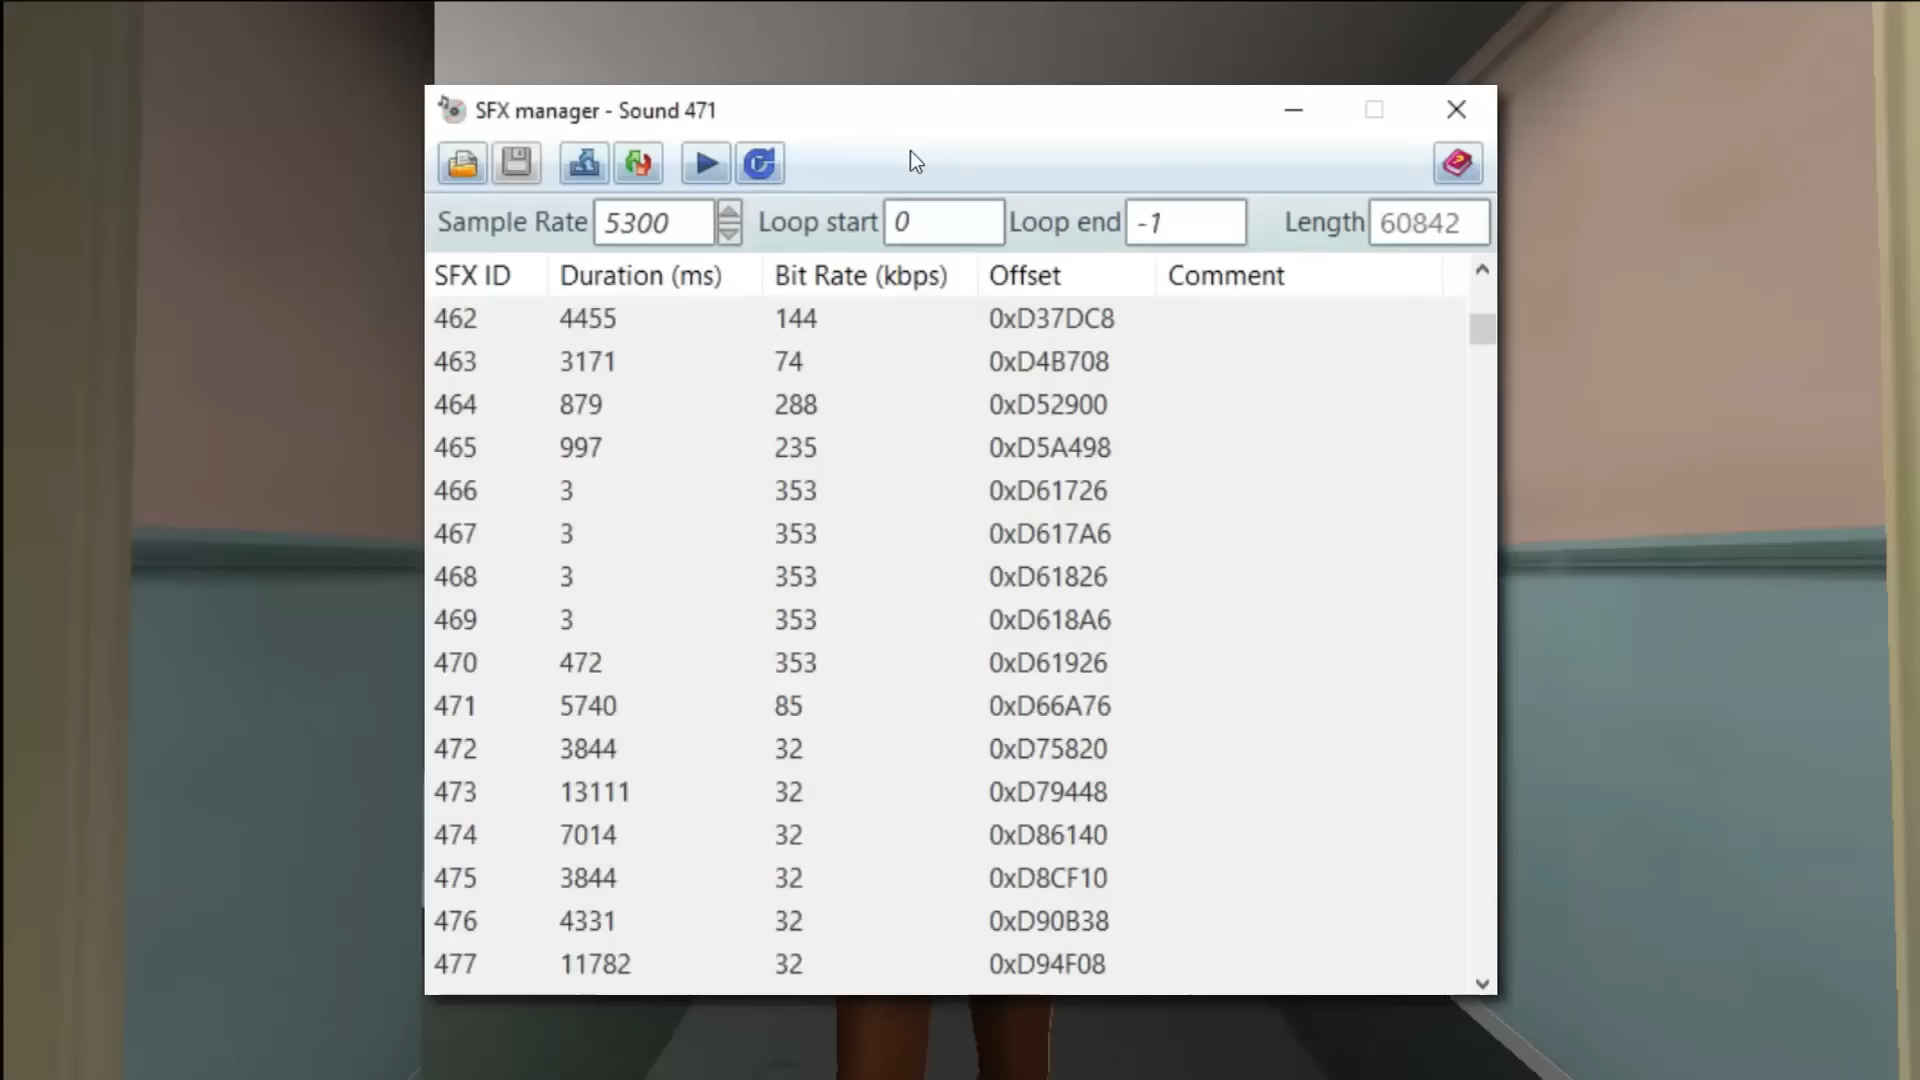 SFX manager - Sound 471
Sample Rate 5300 Loop start 0 Loop end -1 Length 60842
SFX ID Duration (ms) Bit Rate (kbps) Offset Comment
462 4455 144 0xD37DC8
463 3171 74 0xD4B708
464 879 288 0xD52900
465 997 235 0xD5A498
466 3 353 0xD61726
467 3 353 0xD617A6
468 3 353 0xD61826
469 3 353 0xD618A6
470 472 353 0xD61926
471 5740 85 0xD66A76
472 3844 32 0xD75820
473 13111 32 0xD79448
474 7014 32 0xD86140
475 3844 32 0xD8CF10
476 4331 32 0xD90B38
477 11782 32 0xD94F08